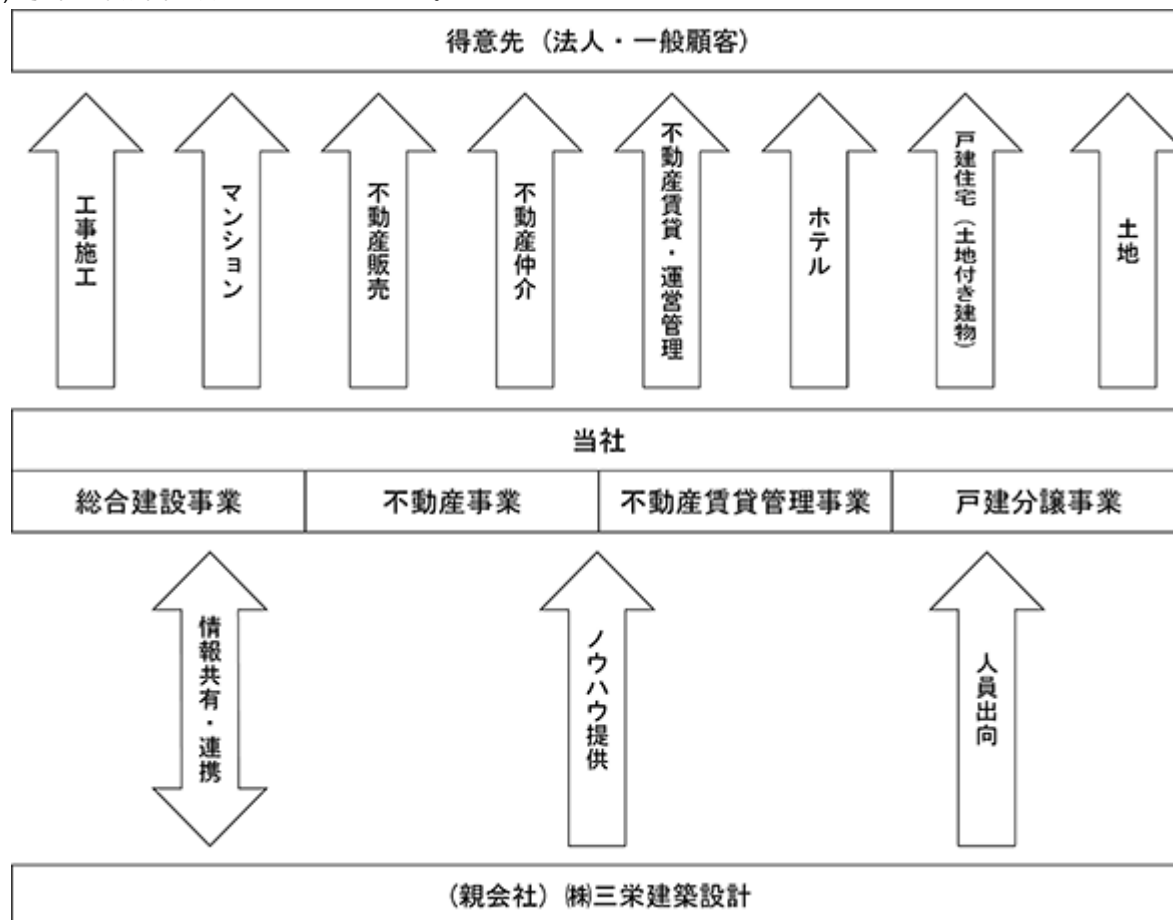 得意先（法人・一般顧客）
工事施工
マンション
不動産販売
不動産仲介
不動産賃貸・運営管理
ホテル
戸建住宅（土地付き建物）
土地
当社
総合建設事業
不動産事業
不動産賃貸管理事業
戸建分譲事業
情報共有・連携
ノウハウ提供
人員出向
（親会社）㈱三栄建築設計